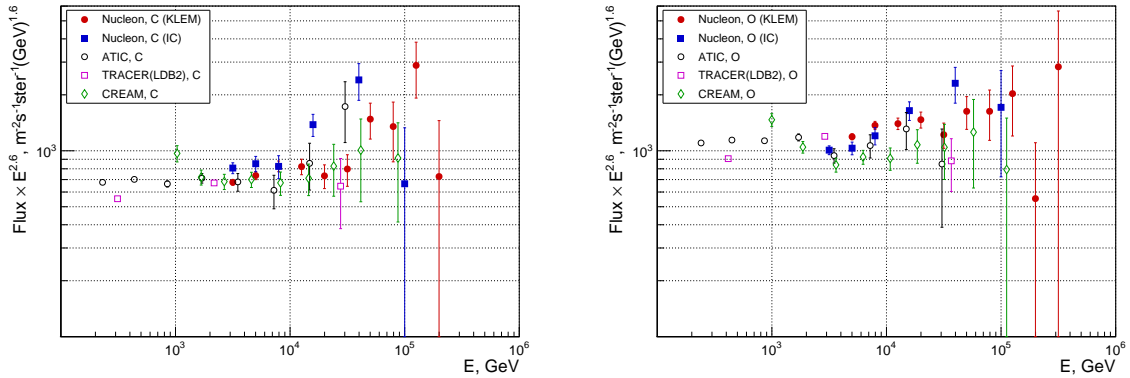 Flux × E^2.6, m^-2s^-1ster^-1(GeV)^1.6
Nucleon, C (KLEM)
Nucleon, C (IC)
ATIC, C
TRACER(LDB2), C
CREAM, C
10^3
10^3 10^4 10^5 10^6
E, GeV
Flux × E^2.6, m^-2s^-1ster^-1(GeV)^1.6
Nucleon, O (KLEM)
Nucleon, O (IC)
ATIC, O
TRACER(LDB2), O
CREAM, O
10^3
10^3 10^4 10^5 10^6
E, GeV